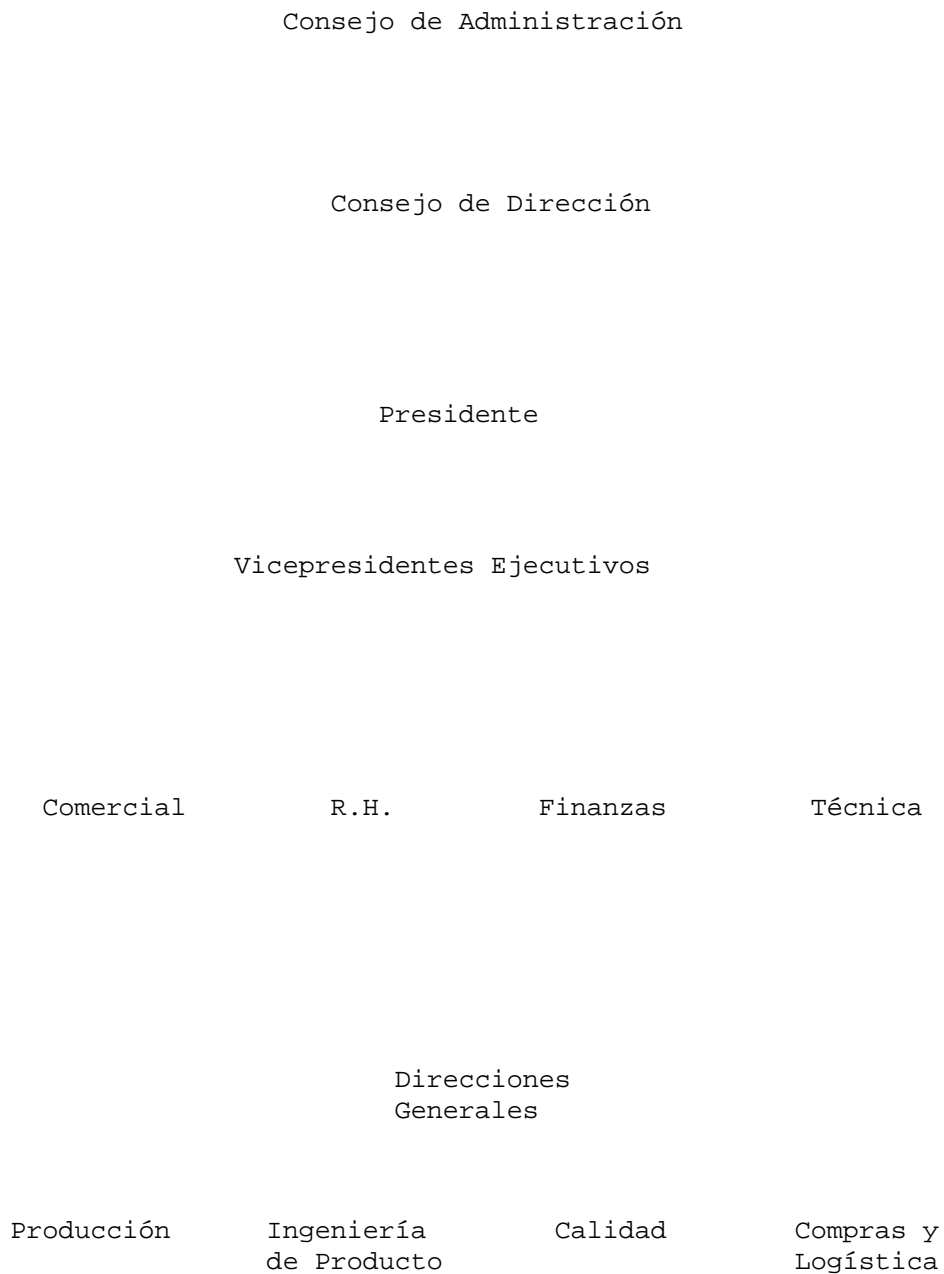 Consejo de Administración
Consejo de Dirección
Presidente
Vicepresidentes Ejecutivos
Comercial R.H. Finanzas Técnica
Direcciones
Generales
Producción Ingeniería Calidad Compras y
de Producto Logística